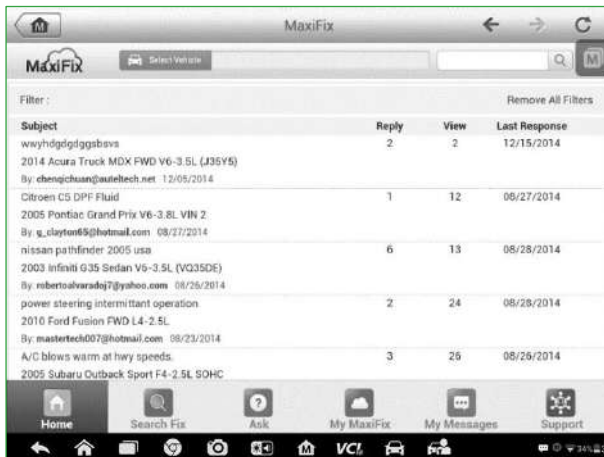 MaxiFix
MaxiFix Select Vehicle M
Filter : Remove All Filters
Subject Reply View Last Response
wwyhdgdgdggsbsvs 2 2 12/15/2014
2014 Acura Truck MDX FWD V6-3.5L (J35Y5)
By: chenqichuan@auteltech.net 12/05/2014
Citroen C5 DPF Fluid 1 12 08/27/2014
2005 Pontiac Grand Prix V6-3.8L VIN 2
By: g_clayton65@hotmail.com 08/27/2014
nissan pathfinder 2005 usa 6 13 08/28/2014
2003 Infiniti G35 Sedan V6-3.5L (VQ35DE)
By: robertoalvaradoj7@yahoo.com 08/26/2014
power steering intermittant operation 2 24 08/28/2014
2010 Ford Fusion FWD L4-2.5L
By: mastertech007@hotmail.com 08/23/2014
A/C blows warm at hwy speeds. 3 26 08/26/2014
2005 Subaru Outback Sport F4-2.5L SOHC
Home Search Fix Ask My MaxiFix My Messages Support
M VCI 34%